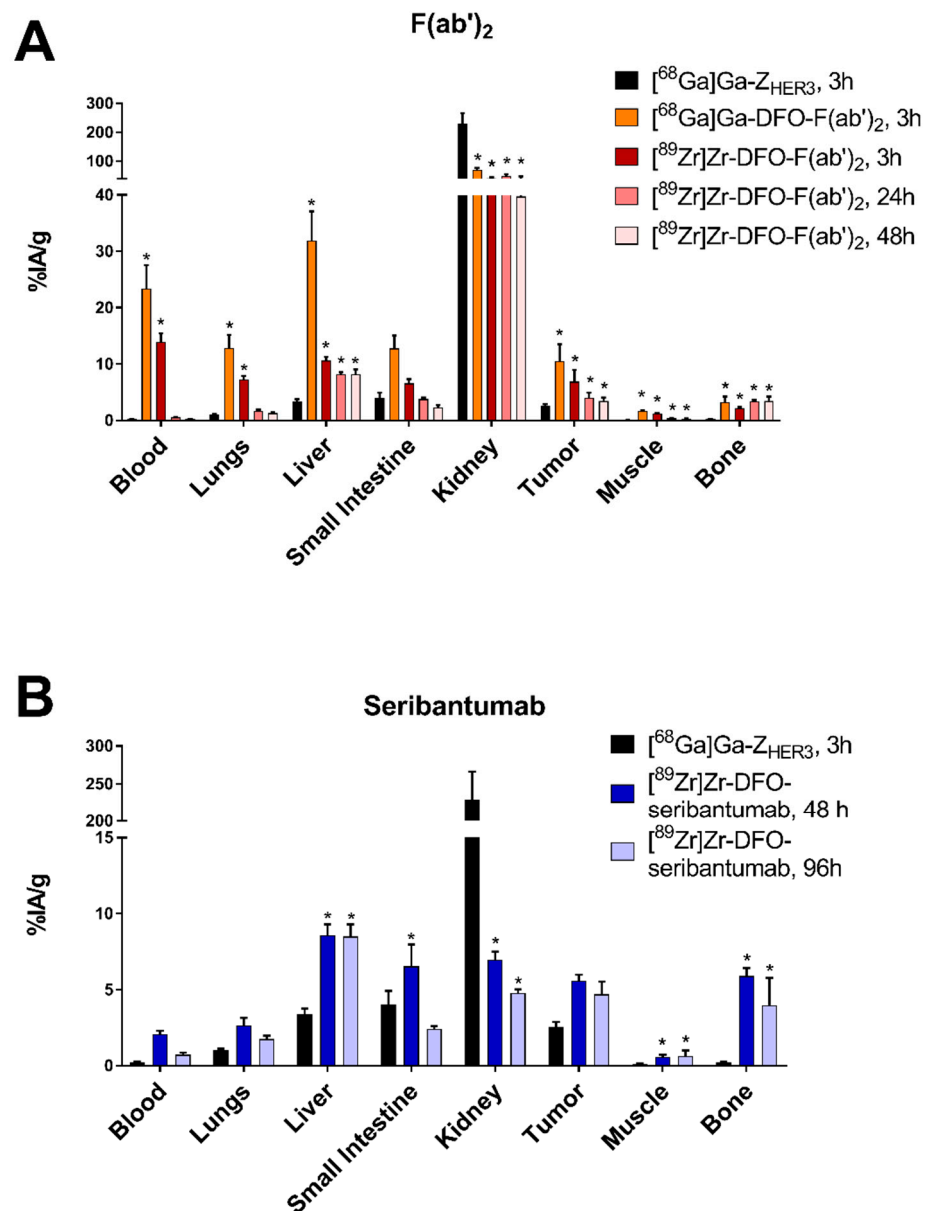 A
F(ab')₂
[⁶⁸Ga]Ga-Z_HER3, 3h
[⁶⁸Ga]Ga-DFO-F(ab')₂, 3h
[⁸⁹Zr]Zr-DFO-F(ab')₂, 3h
[⁸⁹Zr]Zr-DFO-F(ab')₂, 24h
[⁸⁹Zr]Zr-DFO-F(ab')₂, 48h
%IA/g
300
200
100
40
30
20
10
0
* * * * * * * * * * * * * * * * * * * * * * * *
Blood
Lungs
Liver
Small Intestine
Kidney
Tumor
Muscle
Bone
B
Seribantumab
[⁶⁸Ga]Ga-Z_HER3, 3h
[⁸⁹Zr]Zr-DFO-
seribantumab, 48 h
[⁸⁹Zr]Zr-DFO-
seribantumab, 96h
%IA/g
300
250
200
15
10
5
0
* * * * * * * * *
Blood
Lungs
Liver
Small Intestine
Kidney
Tumor
Muscle
Bone